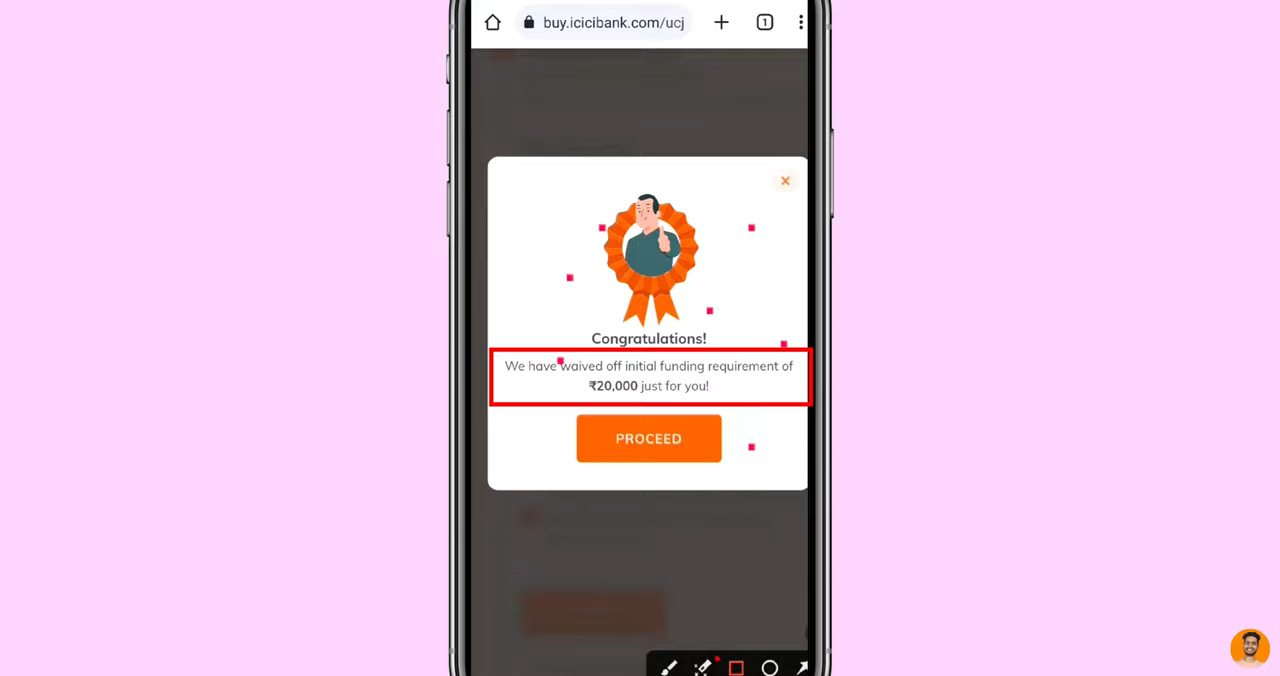 buy.icicibank.com/ucj
1
Congratulations!
We have waived off initial funding requirement of
₹20,000 just for you!
PROCEED